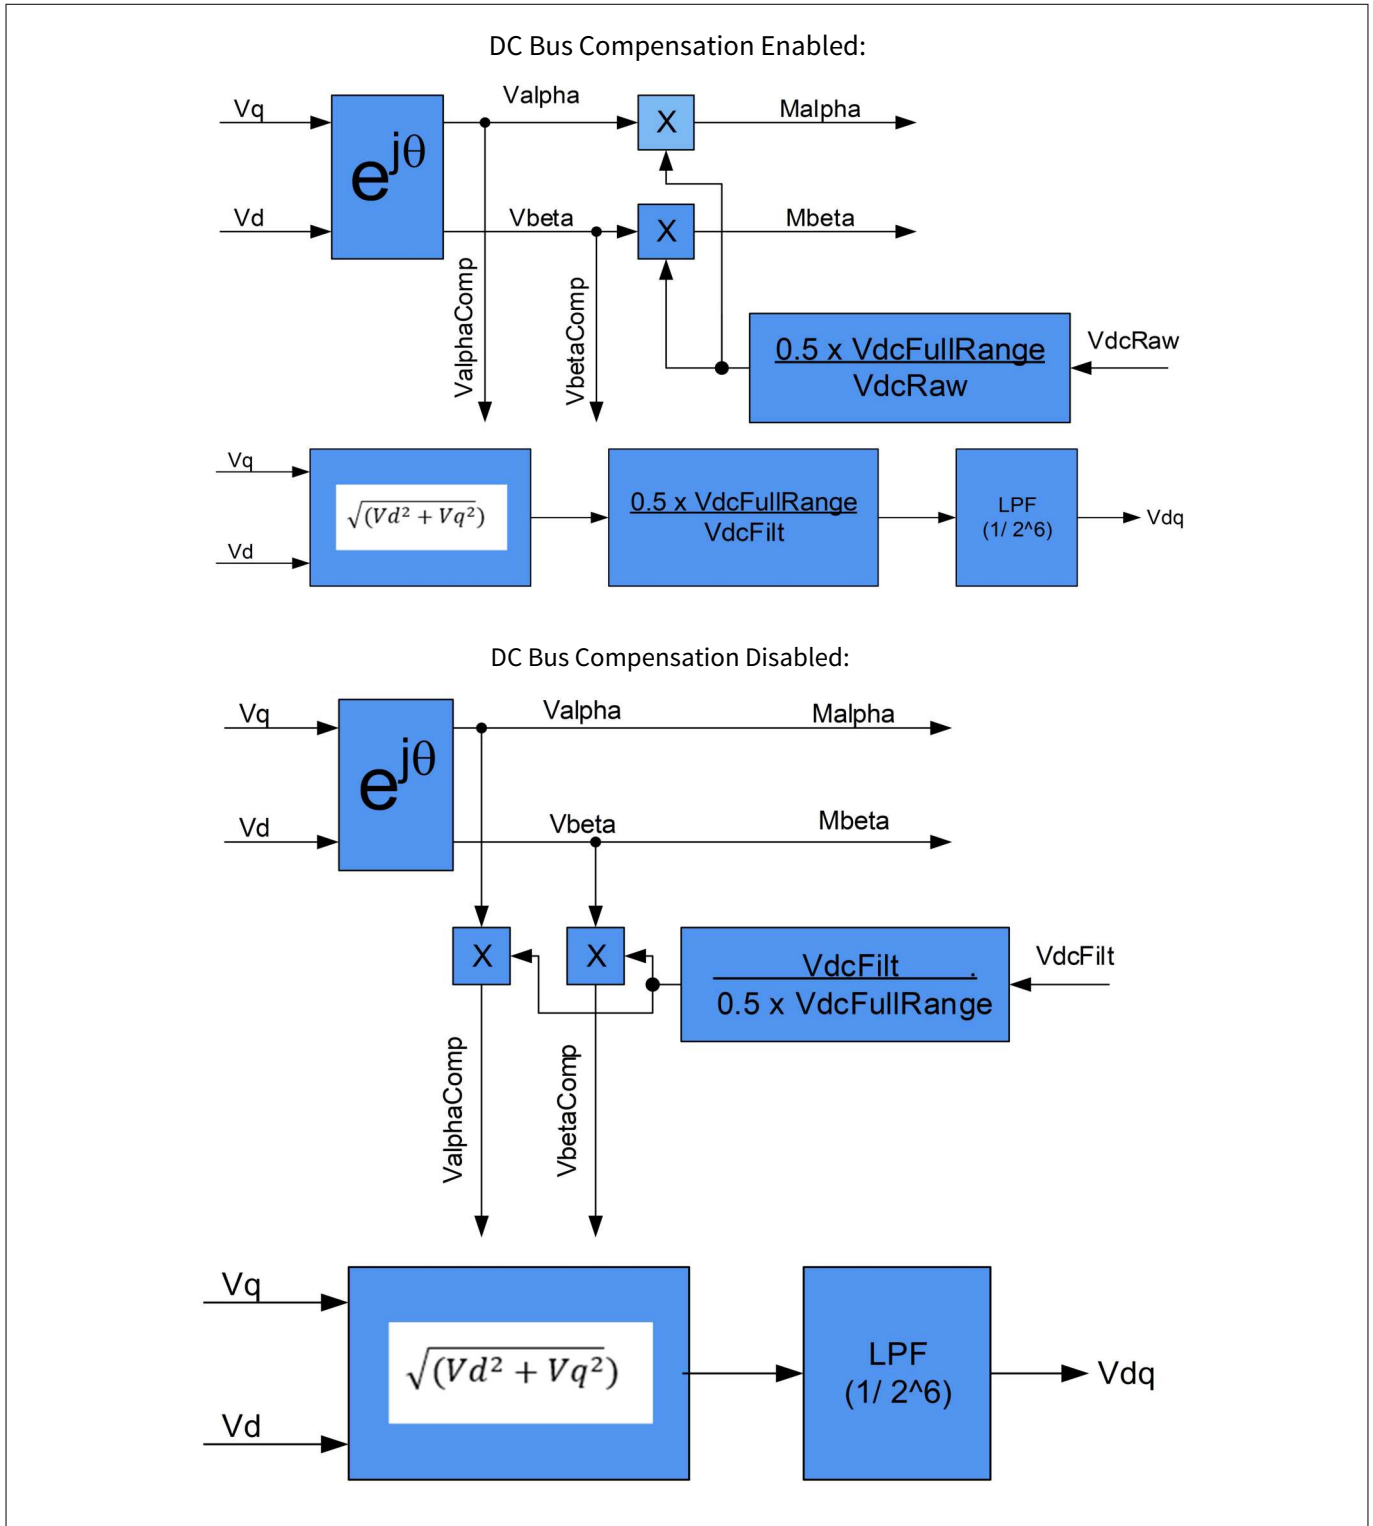 DC Bus Compensation Enabled:
Vq
Valpha
X
Malpha
e^jθ
Vd
Vbeta
X
Mbeta
ValphaComp
VbetaComp
0.5 x VdcFullRange
VdcRaw
VdcRaw
Vq
√(Vd² + Vq²)
Vd
0.5 x VdcFullRange
VdcFilt
LPF
(1/ 2^6)
Vdq
DC Bus Compensation Disabled:
Vq
Valpha
Malpha
e^jθ
Vd
Vbeta
Mbeta
X
X
VdcFilt .
0.5 x VdcFullRange
VdcFilt
ValphaComp
VbetaComp
Vq
√(Vd² + Vq²)
Vd
LPF
(1/ 2^6)
Vdq